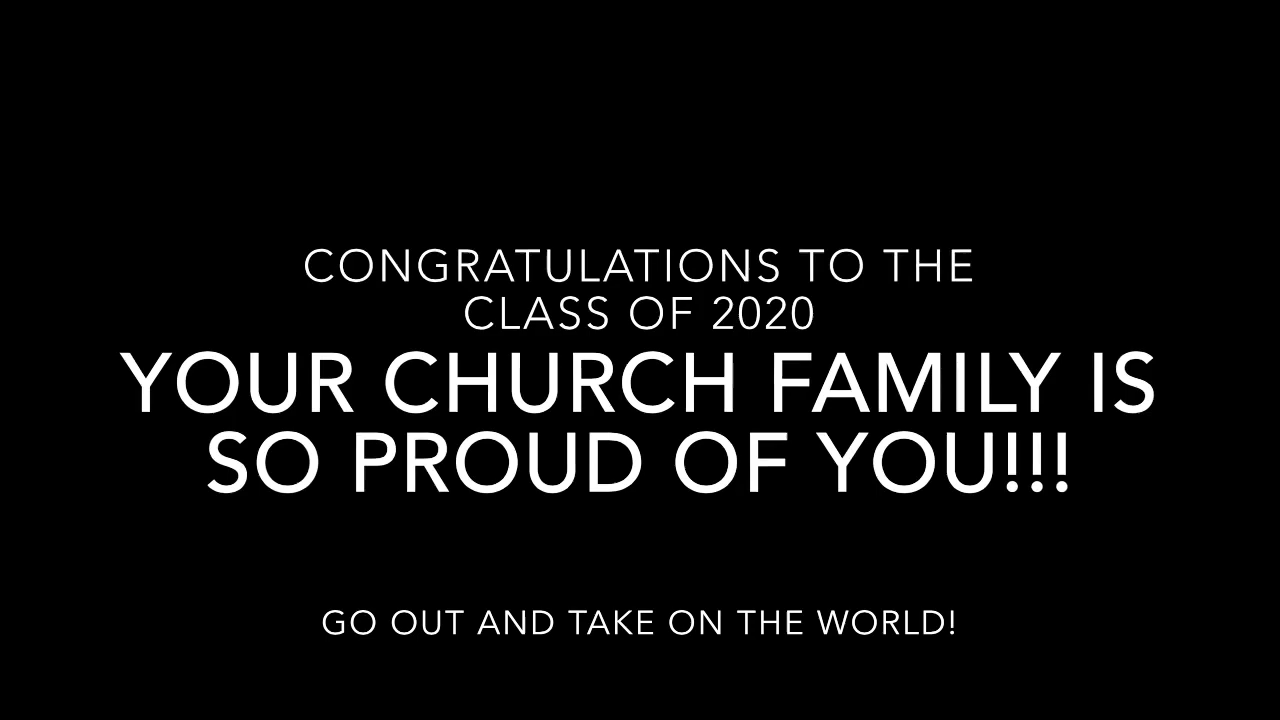 CONGRATULATIONS TO THE
CLASS OF 2020
YOUR CHURCH FAMILY IS
SO PROUD OF YOU!!!
GO OUT AND TAKE ON THE WORLD!